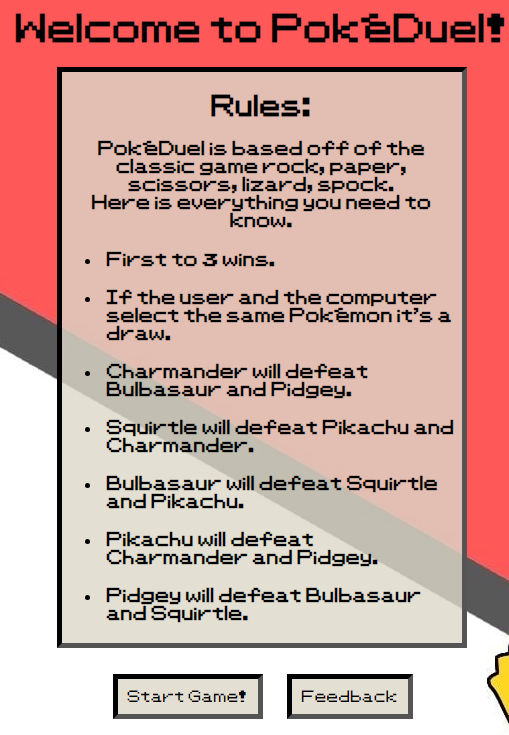 Welcome to PokéDuel!
Rules:
PokéDuel is based off of the
classic game rock, paper,
scissors, lizard, spock.
Here is everything you need to
know.
• First to 3 wins.
• If the user and the computer
select the same Pokémon it's a
draw.
• Charmander will defeat
Bulbasaur and Pidgey.
• Squirtle will defeat Pikachu and
Charmander.
• Bulbasaur will defeat Squirtle
and Pikachu.
• Pikachu will defeat
Charmander and Pidgey.
• Pidgey will defeat Bulbasaur
and Squirtle.
Start Game!
Feedback